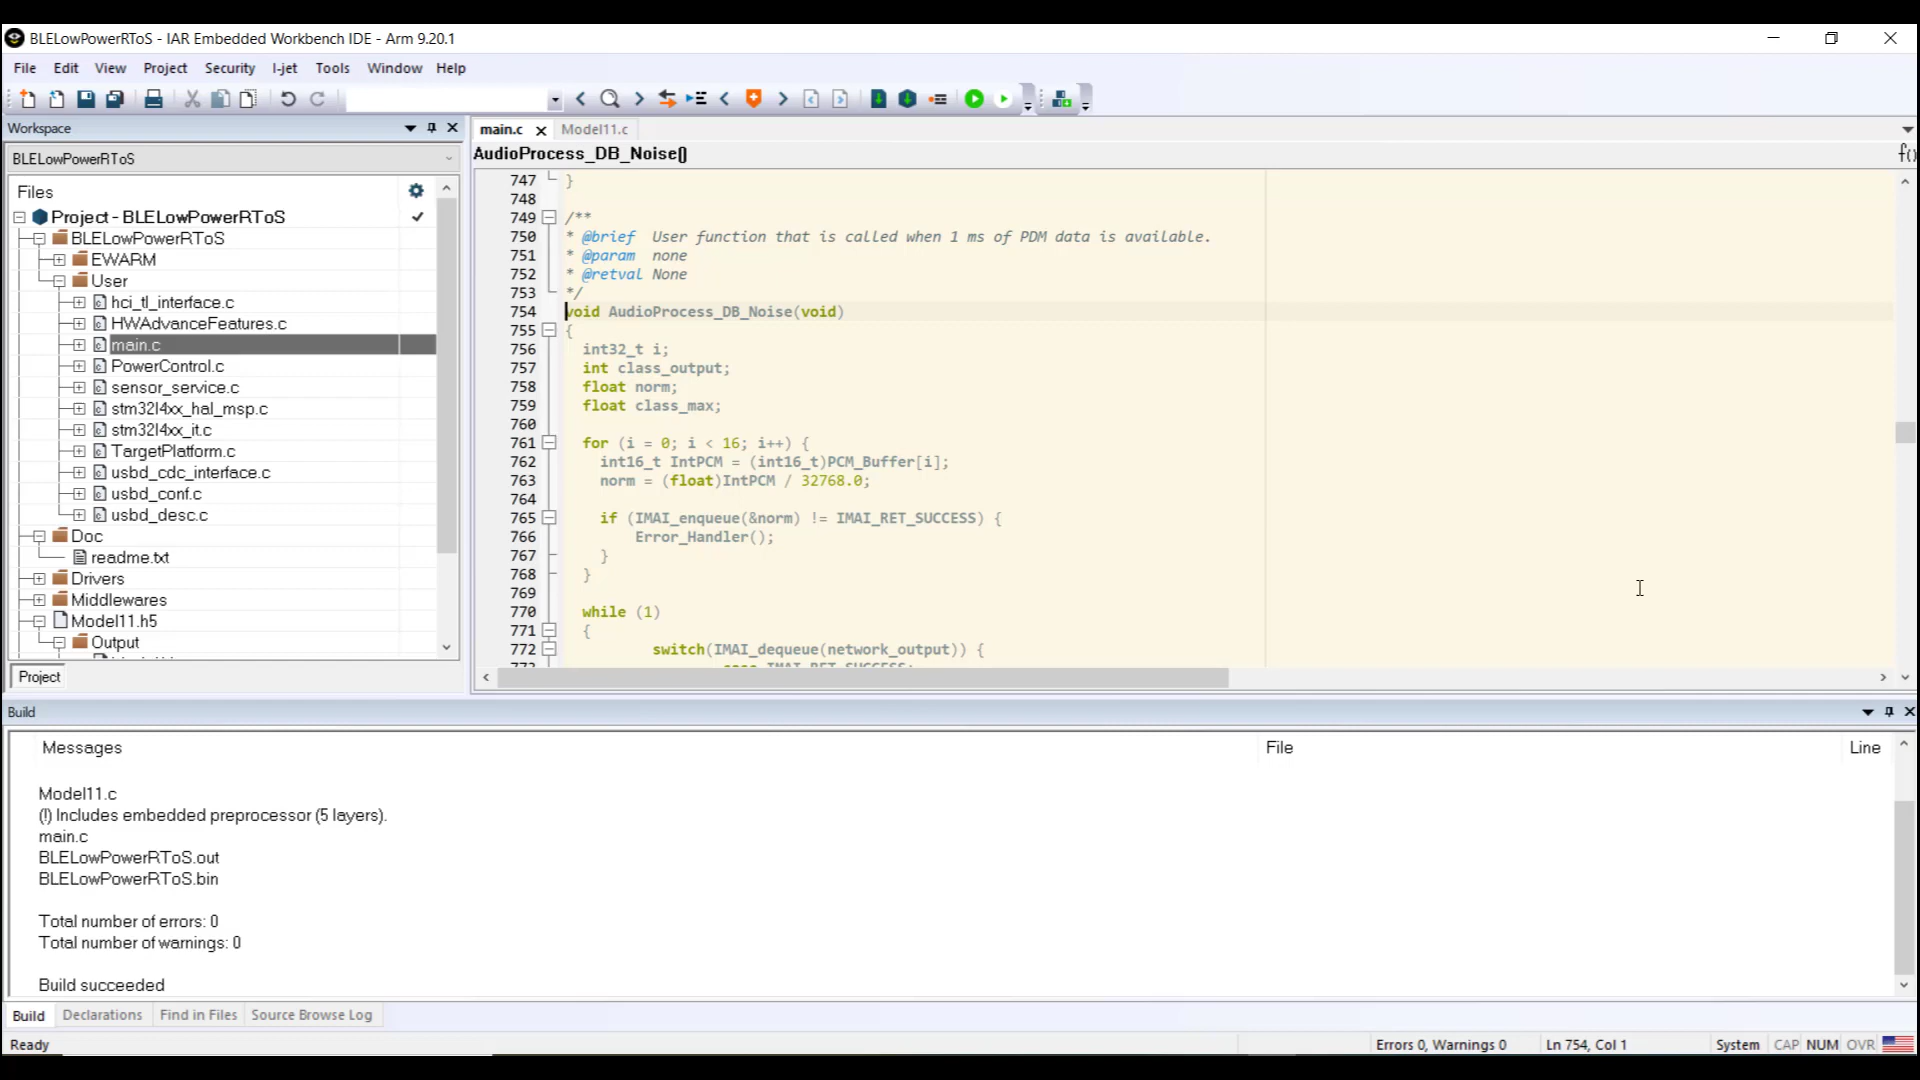 BLELowPowerRToS - IAR Embedded Workbench IDE - Arm 9.20.1
File Edit View Project Security I-jet Tools Window Help
Workspace
BLELowPowerRToS
Files
Project - BLELowPowerRToS
BLELowPowerRToS
EWARM
User
hci_tl_interface.c
HWAdvanceFeatures.c
main.c
PowerControl.c
sensor_service.c
stm32l4xx_hal_msp.c
stm32l4xx_it.c
TargetPlatform.c
usbd_cdc_interface.c
usbd_conf.c
usbd_desc.c
Doc
readme.txt
Drivers
Middlewares
Model11.h5
Output
Project
main.c Model11.c
AudioProcess_DB_Noise()
f()
747 }
748
749 /**
750 * @brief  User function that is called when 1 ms of PDM data is available.
751 * @param  none
752 * @retval None
753 */
754 void AudioProcess_DB_Noise(void)
755 {
756 int32_t i;
757 int class_output;
758 float norm;
759 float class_max;
760
761 for (i = 0; i < 16; i++) {
762 int16_t IntPCM = (int16_t)PCM_Buffer[i];
763 norm = (float)IntPCM / 32768.0;
764
765 if (IMAI_enqueue(&norm) != IMAI_RET_SUCCESS) {
766 Error_Handler();
767 }
768 }
769
770 while (1)
771 {
772 switch(IMAI_dequeue(network_output)) {
773 case IMAI_RET_SUCCESS:
Build
Messages File Line
Model11.c
(!) Includes embedded preprocessor (5 layers).
main.c
BLELowPowerRToS.out
BLELowPowerRToS.bin
Total number of errors: 0
Total number of warnings: 0
Build succeeded
Build Declarations Find in Files Source Browse Log
Ready Errors 0, Warnings 0 Ln 754, Col 1 System CAP NUM OVR